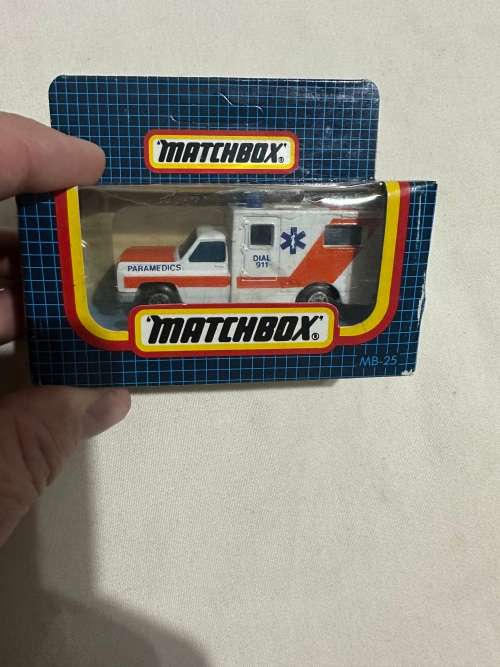 "MATCHBOX"®
PARAMEDICS
DIAL
911
"MATCHBOX"®
MB-25